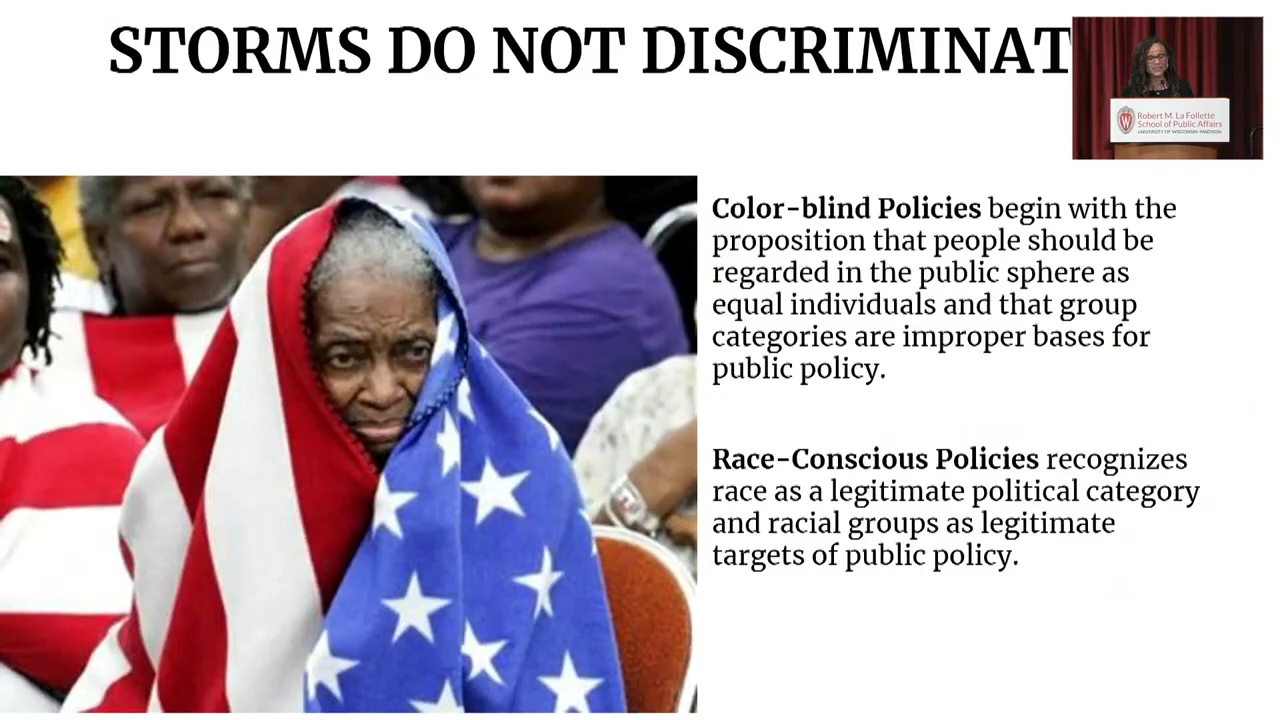 STORMS DO NOT DISCRIMINAT
Robert M. La Follette
School of Public Affairs
UNIVERSITY OF WISCONSIN-MADISON
Color-blind Policies begin with the
proposition that people should be
regarded in the public sphere as
equal individuals and that group
categories are improper bases for
public policy.
Race-Conscious Policies recognizes
race as a legitimate political category
and racial groups as legitimate
targets of public policy.